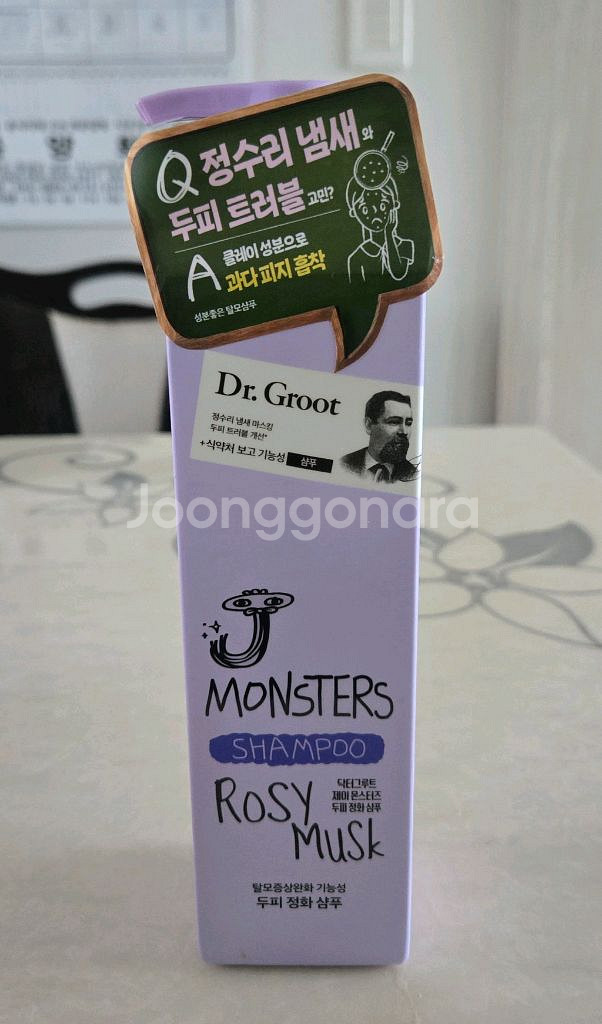 Q 정수리 냄새와
두피 트러블 고민?
A 클레이 성분으로
과다 피지 흡착
성분좋은 탈모샴푸
Dr. Groot
정수리 냄새 마스킹
두피 트러블 개선*
+식약처 보고 기능성 샴푸
Joonggonara
J
MONSTERS
SHAMPOO
ROSY
MUSK
닥터그루트
제이 몬스터즈
두피 정화 샴푸
탈모증상완화 기능성
두피 정화 샴푸